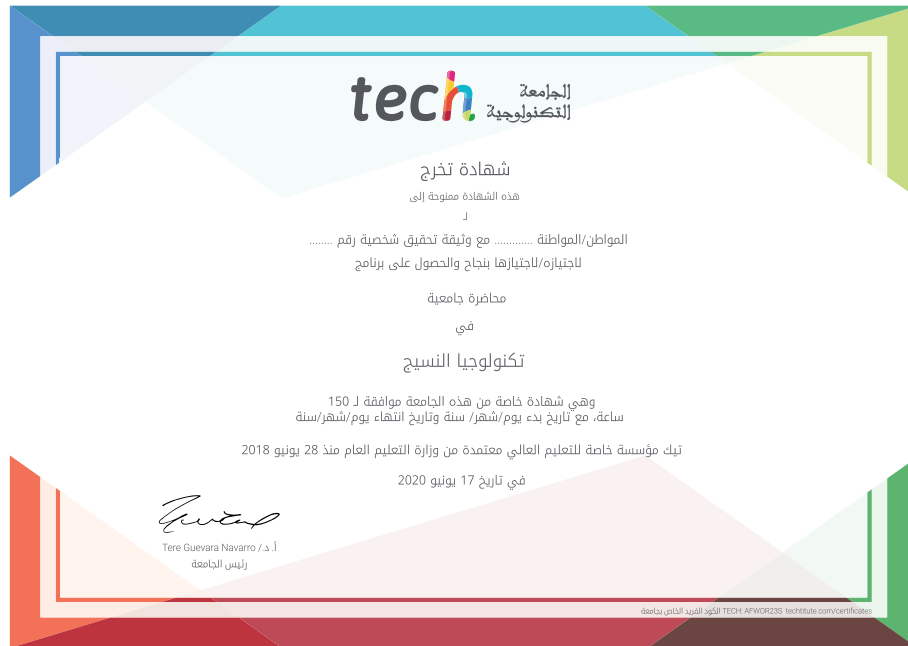 tech الجامعة
التكنولوجية
شهادة تخرج
هذه الشهادة ممنوحة إلى
لـ
المواطن/المواطنة ............. مع وثيقة تحقيق شخصية رقم ........
لاجتيازه/لاجتيازها بنجاح والحصول على برنامج
محاضرة جامعية
في
تكنولوجيا النسيج
وهي شهادة خاصة من هذه الجامعة موافقة لـ 150
ساعة، مع تاريخ بدء يوم/شهر/ سنة وتاريخ انتهاء يوم/شهر/سنة
تيك مؤسسة خاصة للتعليم العالي معتمدة من وزارة التعليم العام منذ 28 يونيو 2018
في تاريخ 17 يونيو 2020
أ. د./ Tere Guevara Navarro
رئيس الجامعة
الكود الفريد الخاص بجامعة TECH: AFWOR23S techtitute.com/certificates